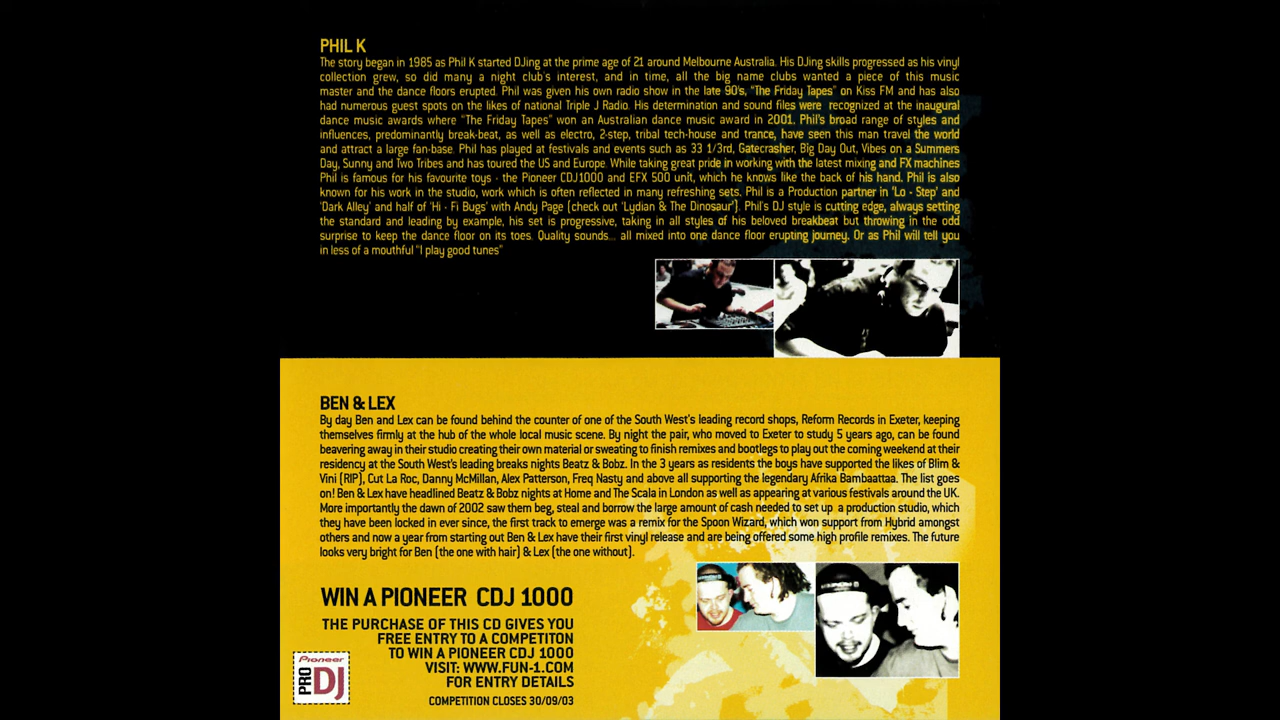 PHIL K
The story began in 1985 as Phil K started DJing at the prime age of 21 around Melbourne Australia. His DJing skills progressed as his vinyl
collection grew, so did many a night club's interest, and in time, all the big name clubs wanted a piece of this music
master and the dance floors erupted. Phil was given his own radio show in the late 90's, "The Friday Tapes" on Kiss FM and has also
had numerous guest spots on the likes of national Triple J Radio. His determination and sound files were recognized at the inaugural
dance music awards where "The Friday Tapes" won an Australian dance music award in 2001. Phil's broad range of styles and
influences, predominantly break-beat, as well as electro, 2-step, tribal tech-house and trance, have seen this man travel the world
and attract a large fan-base. Phil has played at festivals and events such as 33 1/3rd, Gatecrasher, Big Day Out, Vibes on a Summers
Day, Sunny and Two Tribes and has toured the US and Europe. While taking great pride in working with the latest mixing and FX machines
Phil is famous for his favourite toys - the Pioneer CDJ1000 and EFX 500 unit, which he knows like the back of his hand. Phil is also
known for his work in the studio, work which is often reflected in many refreshing sets. Phil is a Production partner in 'Lo - Step' and
'Dark Alley' and half of 'Hi - Fi Bugs' with Andy Page (check out 'Lydian & The Dinosaur'). Phil's DJ style is cutting edge, always setting
the standard and leading by example, his set is progressive, taking in all styles of his beloved breakbeat but throwing in the odd
surprise to keep the dance floor on its toes. Quality sounds... all mixed into one dance floor erupting journey. Or as Phil will tell you
in less of a mouthful "I play good tunes"
BEN & LEX
By day Ben and Lex can be found behind the counter of one of the South West's leading record shops, Reform Records in Exeter, keeping
themselves firmly at the hub of the whole local music scene. By night the pair, who moved to Exeter to study 5 years ago, can be found
beavering away in their studio creating their own material or sweating to finish remixes and bootlegs to play out the coming weekend at their
residency at the South West's leading breaks nights Beatz & Bobz. In the 3 years as residents the boys have supported the likes of Blim &
Vini (RIP), Cut La Roc, Danny McMillan, Alex Patterson, Freq Nasty and above all supporting the legendary Afrika Bambaattaa. The list goes
on! Ben & Lex have headlined Beatz & Bobz nights at Home and The Scala in London as well as appearing at various festivals around the UK.
More importantly the dawn of 2002 saw them beg, steal and borrow the large amount of cash needed to set up a production studio, which
they have been locked in ever since, the first track to emerge was a remix for the Spoon Wizard, which won support from Hybrid amongst
others and now a year from starting out Ben & Lex have their first vinyl release and are being offered some high profile remixes. The future
looks very bright for Ben (the one with hair) & Lex (the one without).
WIN A PIONEER CDJ 1000
THE PURCHASE OF THIS CD GIVES YOU
FREE ENTRY TO A COMPETITON
TO WIN A PIONEER CDJ 1000
VISIT: WWW.FUN-1.COM
FOR ENTRY DETAILS
COMPETITION CLOSES 30/09/03
Pioneer
PRO DJ